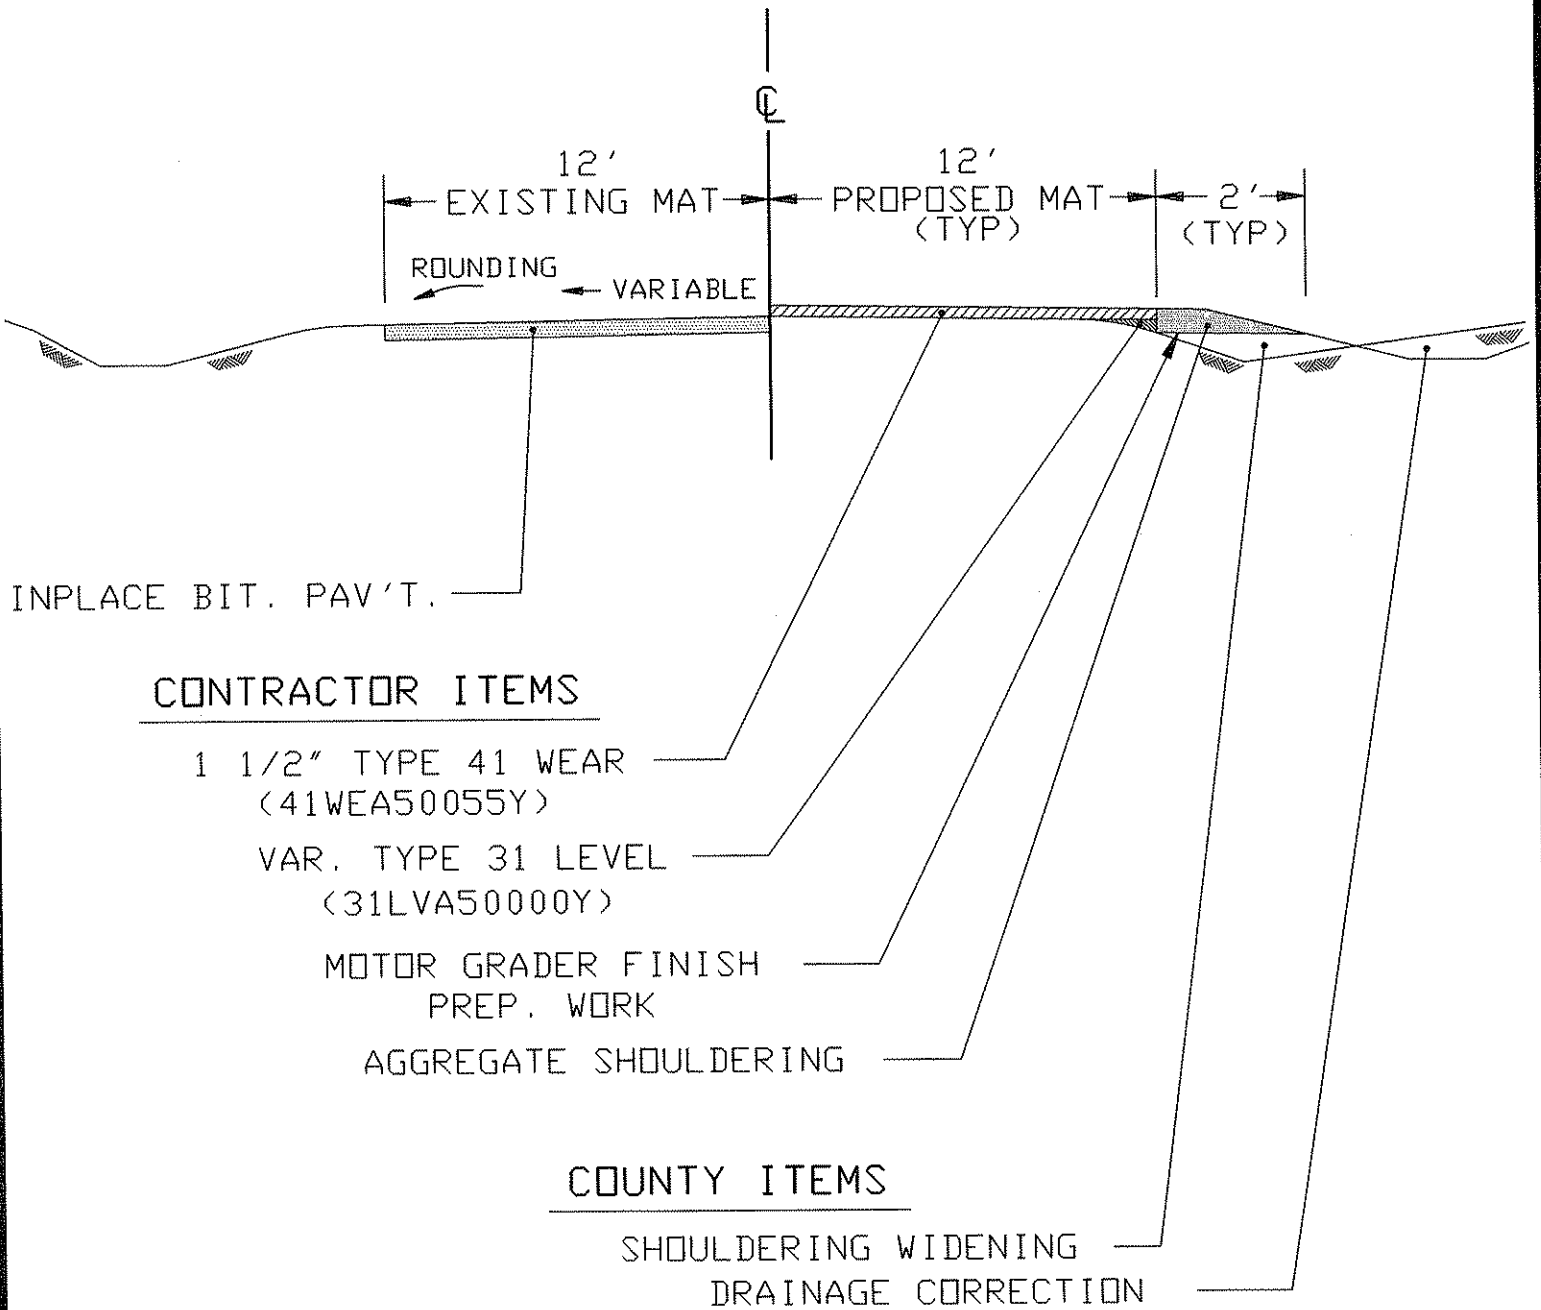 ℄
12'
EXISTING MAT
12'
PROPOSED MAT
(TYP)
2'
(TYP)
ROUNDING
VARIABLE
INPLACE BIT. PAV'T.
CONTRACTOR ITEMS
1 1/2" TYPE 41 WEAR
(41WEA50055Y)
VAR. TYPE 31 LEVEL
(31LVA50000Y)
MOTOR GRADER FINISH
PREP. WORK
AGGREGATE SHOULDERING
COUNTY ITEMS
SHOULDERING WIDENING
DRAINAGE CORRECTION